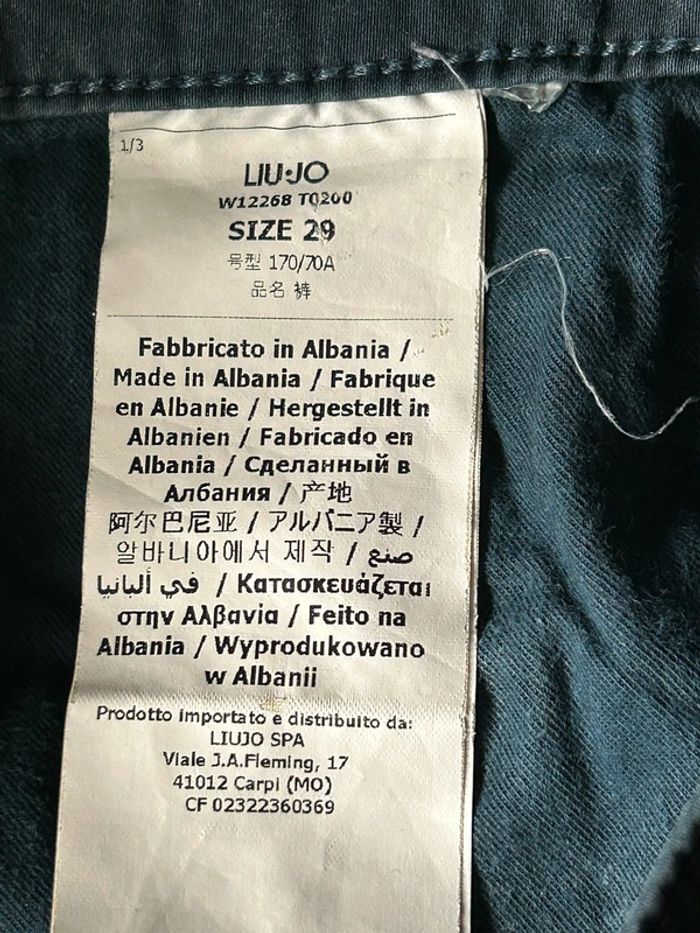 1/3
LIU·JO
W12268 T0200
SIZE 29
号型 170/70A
品名 裤
Fabbricato in Albania /
Made in Albania / Fabrique
en Albanie / Hergestellt in
Albanien / Fabricado en
Albania / Сделанный в
Албания / 产地
阿尔巴尼亚 / アルバニア製 /
알바니아에서 제작 / صنع
في ألبانيا / Κατασκευάζεται
στην Αλβανία / Feito na
Albania / Wyprodukowano
w Albanii
Prodotto importato e distribuito da:
LIUJO SPA
Viale J.A.Fleming, 17
41012 Carpi (MO)
CF 02322360369